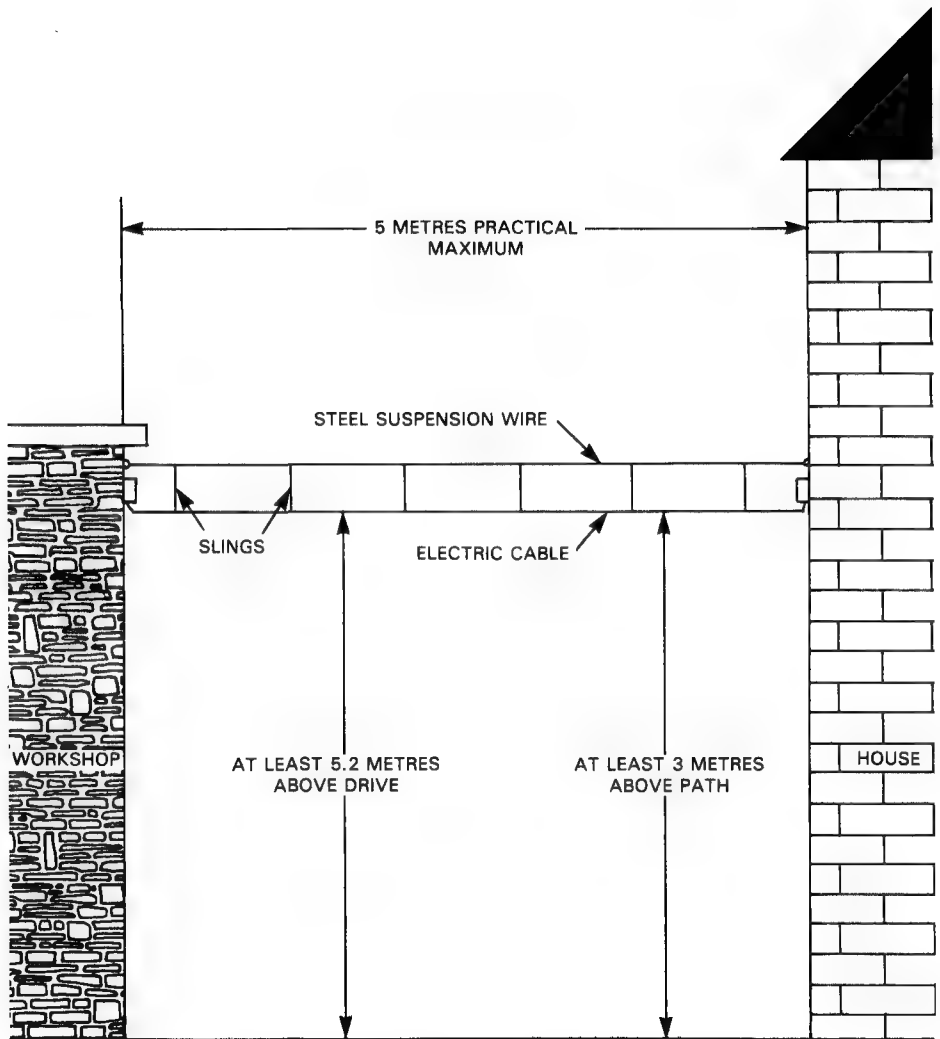 5 METRES PRACTICAL
MAXIMUM
STEEL SUSPENSION WIRE
SLINGS
ELECTRIC CABLE
WORKSHOP
AT LEAST 5.2 METRES
ABOVE DRIVE
AT LEAST 3 METRES
ABOVE PATH
HOUSE